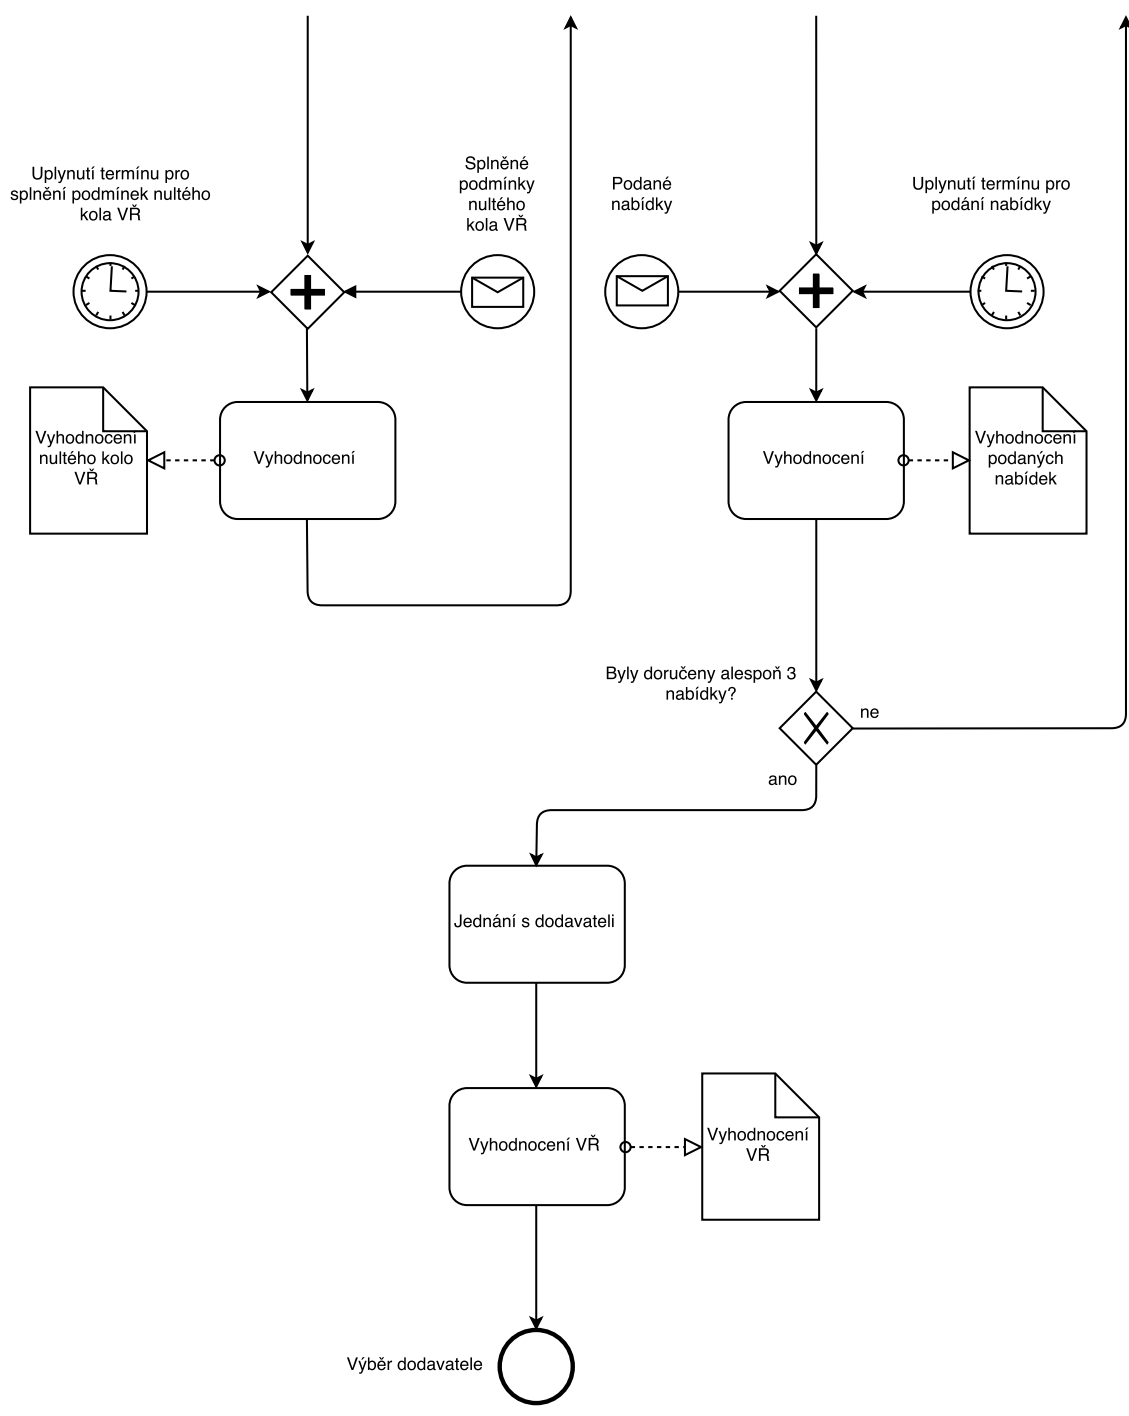 Uplynutí termínu pro
splnění podmínek nultého
kola VŘ
Splněné
podmínky
nultého
kola VŘ
Podané
nabídky
Uplynutí termínu pro
podání nabídky
Vyhodnocení
nultého kolo
VŘ
Vyhodnocení
Vyhodnocení
Vyhodnocení
podaných
nabídek
Byly doručeny alespoň 3
nabídky?
ne
ano
Jednání s dodavateli
Vyhodnocení VŘ
Vyhodnocení
VŘ
Výběr dodavatele